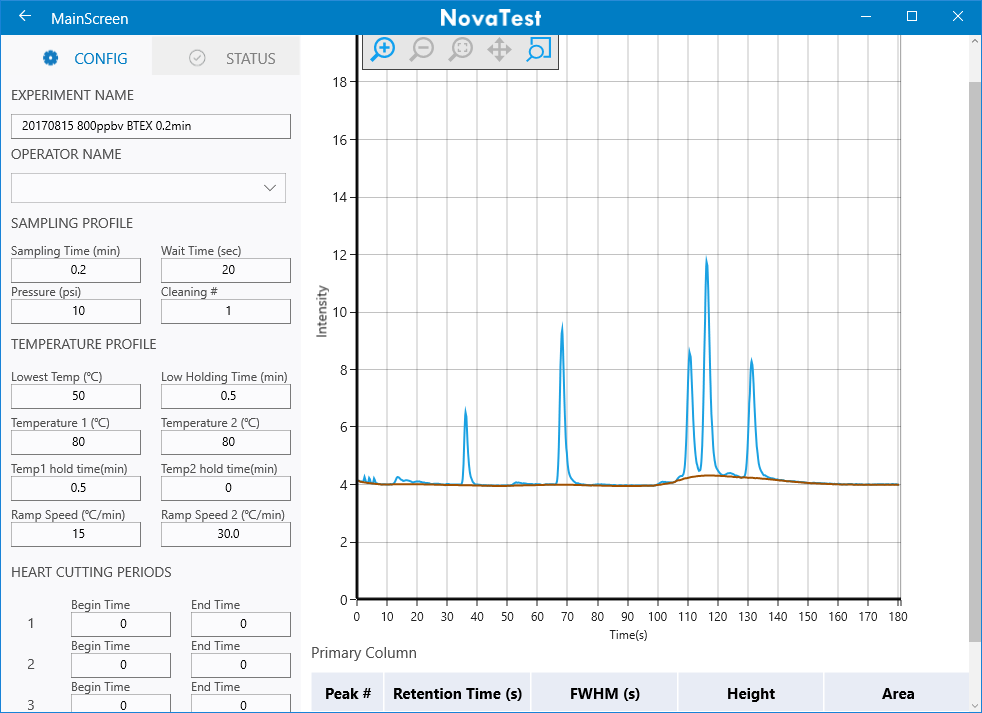 MainScreen
NovaTest
CONFIG
STATUS
EXPERIMENT NAME
20170815 800ppbv BTEX 0.2min
OPERATOR NAME
SAMPLING PROFILE
Sampling Time (min) Wait Time (sec)
0.2 20
Pressure (psi) Cleaning #
10 1
TEMPERATURE PROFILE
Lowest Temp (℃) Low Holding Time (min)
50 0.5
Temperature 1 (℃) Temperature 2 (℃)
80 80
Temp1 hold time(min) Temp2 hold time(min)
0.5 0
Ramp Speed (℃/min) Ramp Speed 2 (℃/min)
15 30.0
HEART CUTTING PERIODS
Begin Time End Time
1 0 0
Begin Time End Time
2 0 0
Begin Time End Time
3 0 0
18
16
14
12
10
8
6
4
2
0
Intensity
0 10 20 30 40 50 60 70 80 90 100 110 120 130 140 150 160 170 180
Time(s)
Primary Column
Peak # Retention Time (s) FWHM (s) Height Area